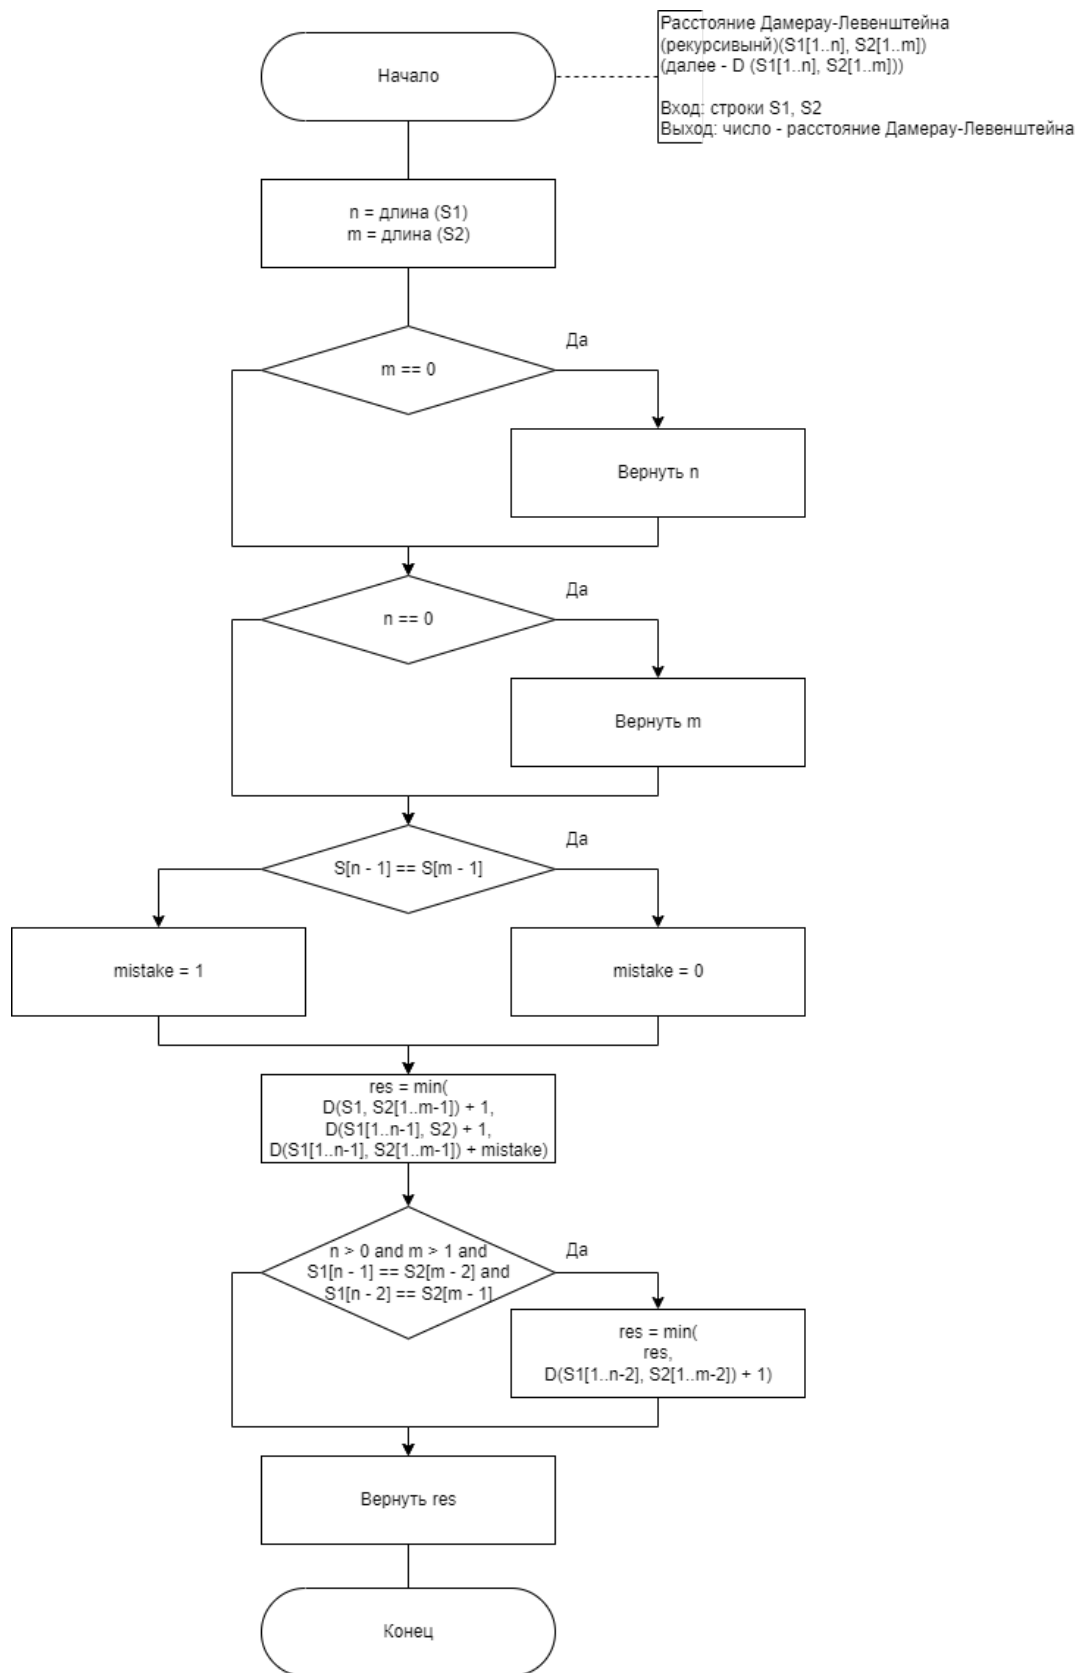 Расстояние Дамерау-Левенштейна
(рекурсивынй)(S1[1..n], S2[1..m])
(далее - D (S1[1..n], S2[1..m]))
Вход: строки S1, S2
Выход: число - расстояние Дамерау-Левенштейна
Начало
n = длина (S1)
m = длина (S2)
Да
m == 0
Вернуть n
Да
n == 0
Вернуть m
Да
S[n - 1] == S[m - 1]
mistake = 1
mistake = 0
res = min(
D(S1, S2[1..m-1]) + 1,
D(S1[1..n-1], S2) + 1,
D(S1[1..n-1], S2[1..m-1]) + mistake)
Да
n > 0 and m > 1 and
S1[n - 1] == S2[m - 2] and
S1[n - 2] == S2[m - 1]
res = min(
res,
D(S1[1..n-2], S2[1..m-2]) + 1)
Вернуть res
Конец